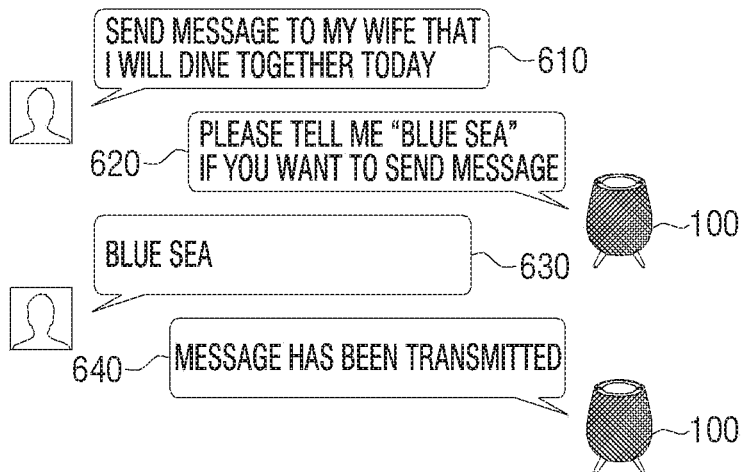 SEND MESSAGE TO MY WIFE THAT
I WILL DINE TOGETHER TODAY
610
PLEASE TELL ME "BLUE SEA"
IF YOU WANT TO SEND MESSAGE
620
100
BLUE SEA
630
MESSAGE HAS BEEN TRANSMITTED
640
100